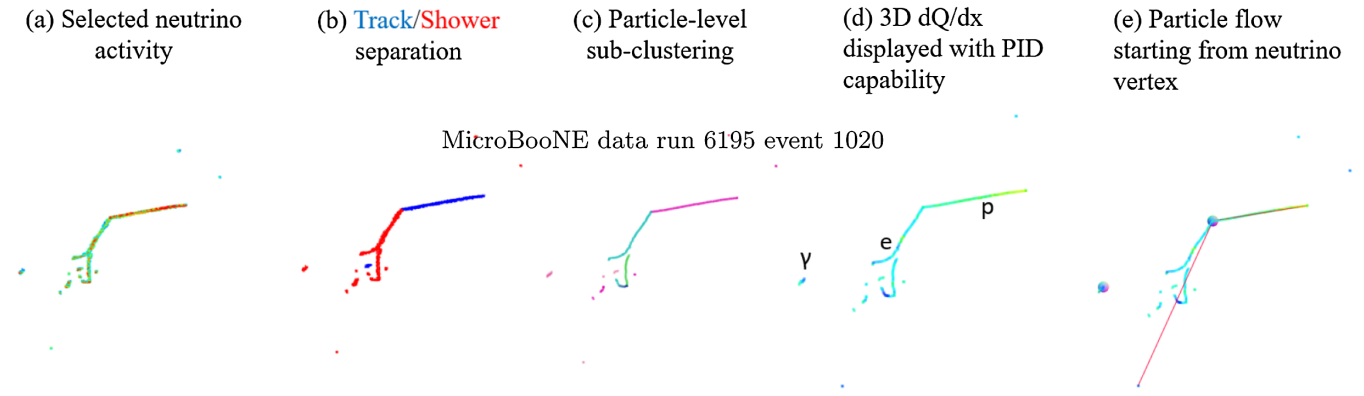 (a) Selected neutrino
activity
(b) Track/Shower
separation
(c) Particle-level
sub-clustering
(d) 3D dQ/dx
displayed with PID
capability
(e) Particle flow
starting from neutrino
vertex
MicroBooNE data run 6195 event 1020
p
e
γ